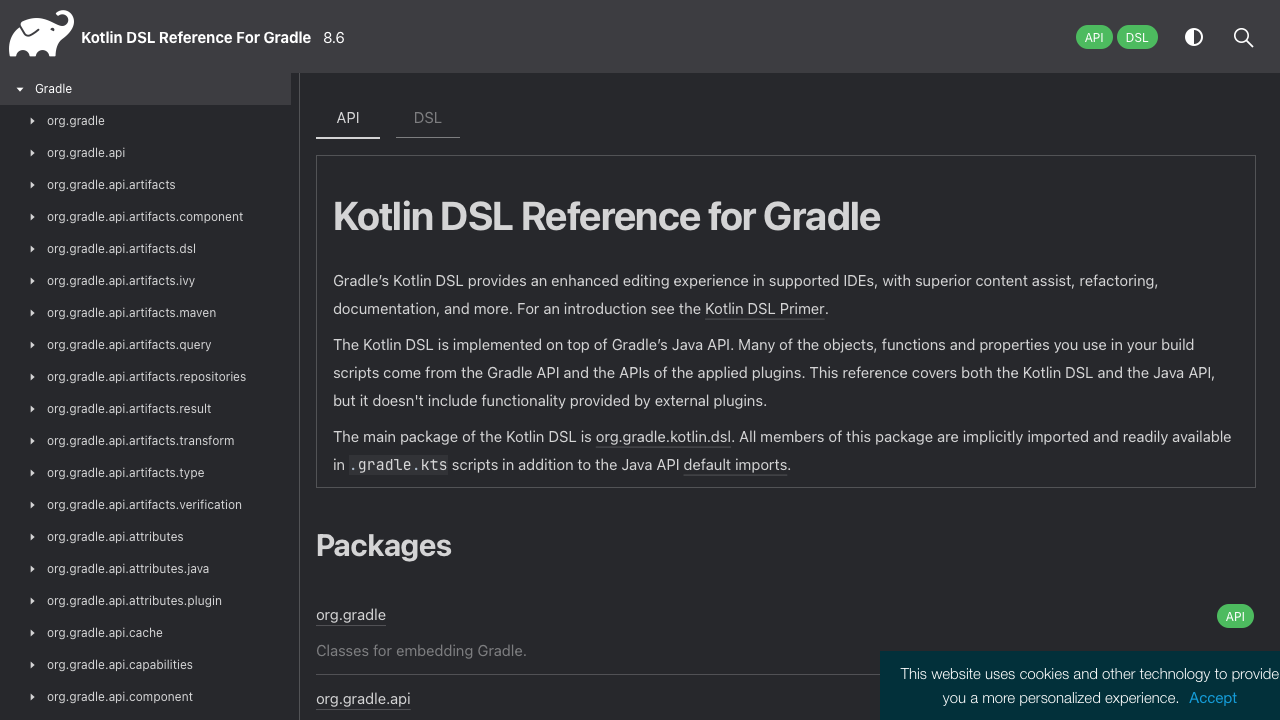 Kotlin DSL Reference For Gradle 8.6
API DSL
Gradle
org.gradle
org.gradle.api
org.gradle.api.artifacts
org.gradle.api.artifacts.component
org.gradle.api.artifacts.dsl
org.gradle.api.artifacts.ivy
org.gradle.api.artifacts.maven
org.gradle.api.artifacts.query
org.gradle.api.artifacts.repositories
org.gradle.api.artifacts.result
org.gradle.api.artifacts.transform
org.gradle.api.artifacts.type
org.gradle.api.artifacts.verification
org.gradle.api.attributes
org.gradle.api.attributes.java
org.gradle.api.attributes.plugin
org.gradle.api.cache
org.gradle.api.capabilities
org.gradle.api.component
API DSL
Kotlin DSL Reference for Gradle
Gradle’s Kotlin DSL provides an enhanced editing experience in supported IDEs, with superior content assist, refactoring,
documentation, and more. For an introduction see the Kotlin DSL Primer.
The Kotlin DSL is implemented on top of Gradle’s Java API. Many of the objects, functions and properties you use in your build
scripts come from the Gradle API and the APIs of the applied plugins. This reference covers both the Kotlin DSL and the Java API,
but it doesn't include functionality provided by external plugins.
The main package of the Kotlin DSL is org.gradle.kotlin.dsl. All members of this package are implicitly imported and readily available
in .gradle.kts scripts in addition to the Java API default imports.
Packages
org.gradle API
Classes for embedding Gradle.
org.gradle.api
This website uses cookies and other technology to provide
you a more personalized experience. Accept